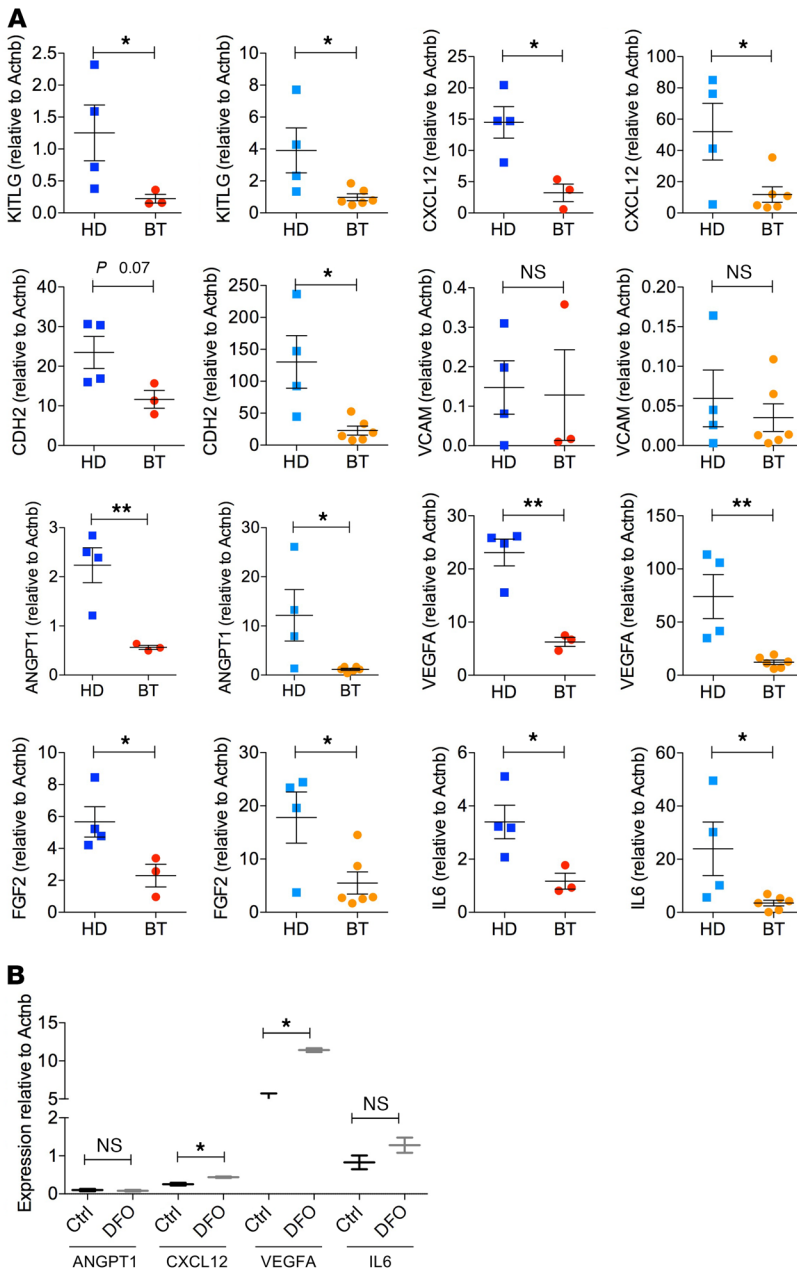 A
KITLG (relative to Actnb)
2.5
2.0
1.5
1.0
0.5
0.0
*
HD BT
KITLG (relative to Actnb)
10
8
6
4
2
0
*
HD BT
CXCL12 (relative to Actnb)
25
20
15
10
5
0
*
HD BT
CXCL12 (relative to Actnb)
100
80
60
40
20
0
*
HD BT
CDH2 (relative to Actnb)
40
30
20
10
0
P 0.07
HD BT
CDH2 (relative to Actnb)
250
200
150
100
50
0
*
HD BT
VCAM (relative to Actnb)
0.4
0.3
0.2
0.1
0.0
NS
HD BT
VCAM (relative to Actnb)
0.20
0.15
0.10
0.05
0.00
NS
HD BT
ANGPT1 (relative to Actnb)
3
2
1
0
**
HD BT
ANGPT1 (relative to Actnb)
30
20
10
0
*
HD BT
VEGFA (relative to Actnb)
30
20
10
0
**
HD BT
VEGFA (relative to Actnb)
150
100
50
0
**
HD BT
FGF2 (relative to Actnb)
10
8
6
4
2
0
*
HD BT
FGF2 (relative to Actnb)
30
20
10
0
*
HD BT
IL6 (relative to Actnb)
6
4
2
0
*
HD BT
IL6 (relative to Actnb)
60
40
20
0
*
HD BT
B
Expression relative to Actnb
15
10
5
2
1
0
NS
*
*
NS
Ctrl DFO Ctrl DFO Ctrl DFO Ctrl DFO
ANGPT1 CXCL12 VEGFA IL6